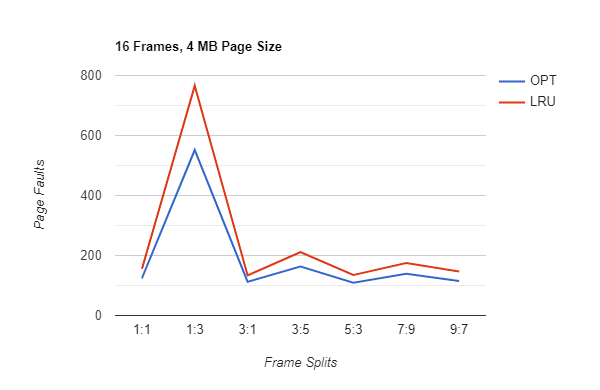 16 Frames, 4 MB Page Size
800
600
400
200
0
Page Faults
OPT
LRU
1:1 1:3 3:1 3:5 5:3 7:9 9:7
Frame Splits